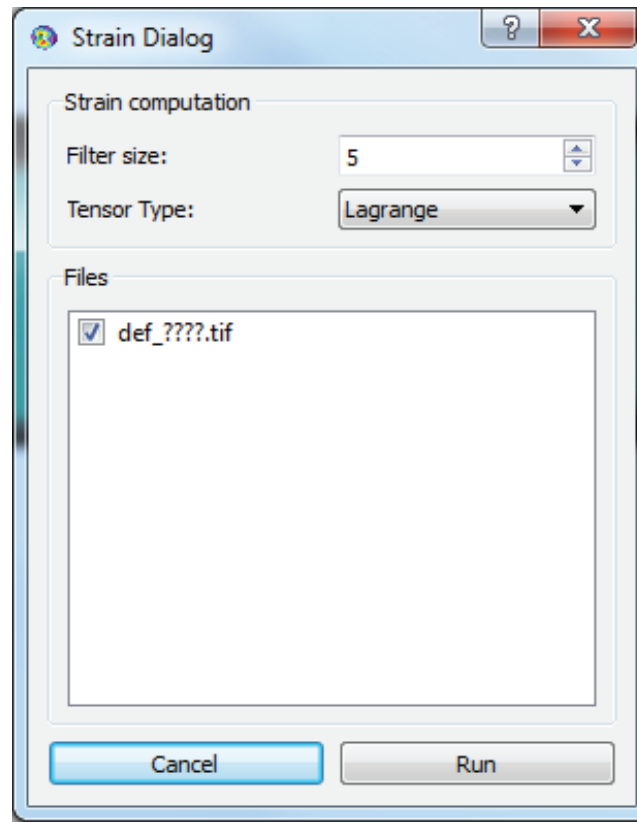 Strain Dialog
Strain computation
Filter size: 5
Tensor Type: Lagrange
Files
def_????.tif
Cancel Run